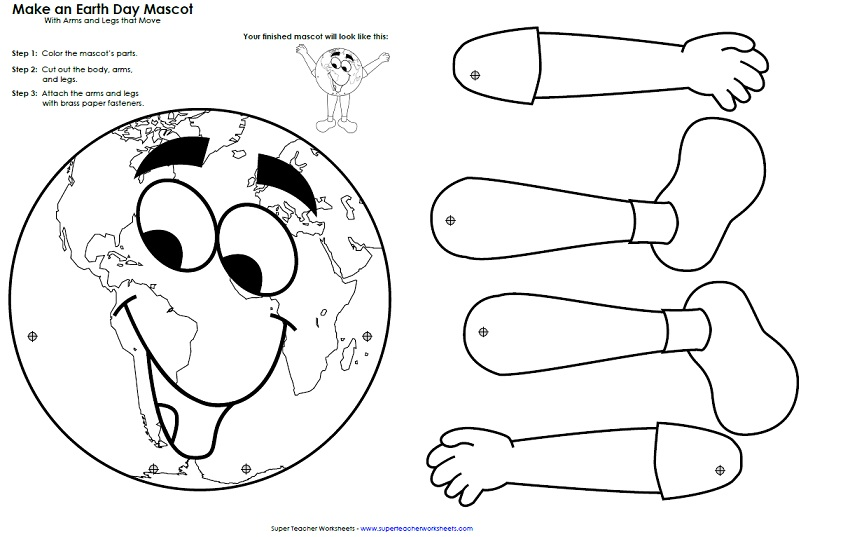 Make an Earth Day Mascot
With Arms and Legs that Move
Your finished mascot will look like this:
Step 1: Color the mascot's parts.
Step 2: Cut out the body, arms,
and legs.
Step 3: Attach the arms and legs
with brass paper fasteners.
Super Teacher Worksheets - www.superteacherworksheets.com